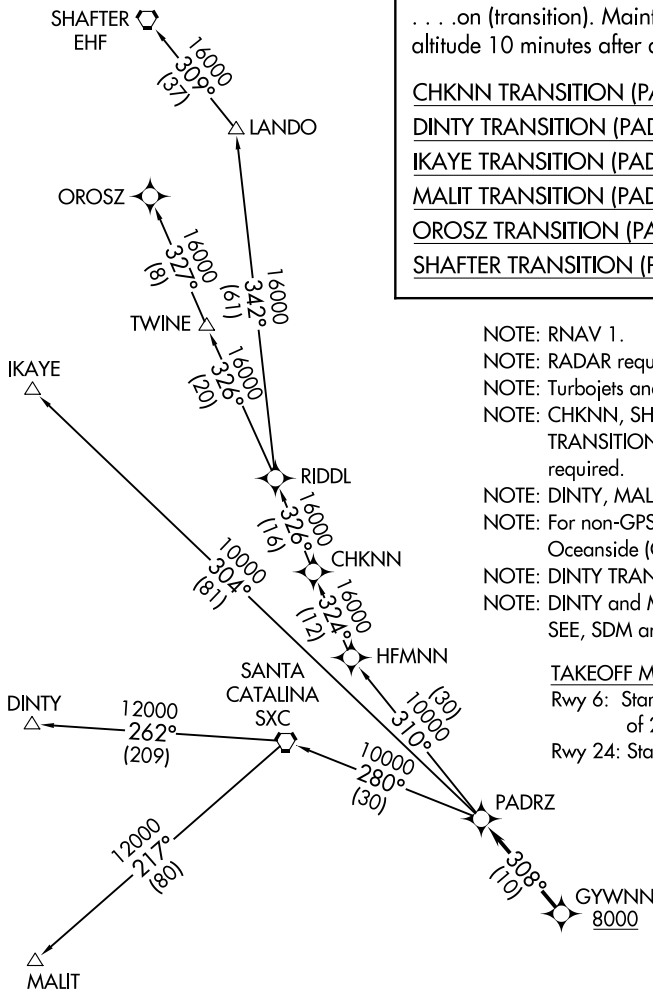 . . . .on (transition). Maint
altitude 10 minutes after
CHKNN TRANSITION (PA
DINTY TRANSITION (PAD
IKAYE TRANSITION (PAD
MALIT TRANSITION (PAD
OROSZ TRANSITION (PA
SHAFTER TRANSITION (P
SHAFTER
EHF
16000
309°
(37)
LANDO
OROSZ
16000
327°
(8)
16000
342°
(61)
TWINE
16000
326°
(20)
IKAYE
RIDDL
10000
304°
(81)
16000
326°
(16)
CHKNN
16000
324°
(12)
HFMNN
(30)
10000
310°
SANTA
CATALINA
SXC
DINTY
12000
262°
(209)
10000
280°
(30)
PADRZ
12000
217°
(80)
308°
(10)
GYWNN
8000
MALIT
NOTE: RNAV 1.
NOTE: RADAR requ
NOTE: Turbojets and
NOTE: CHKNN, SH
TRANSITION
required.
NOTE: DINTY, MAL
NOTE: For non-GPS
Oceanside (
NOTE: DINTY TRAN
NOTE: DINTY and M
SEE, SDM an
TAKEOFF M
Rwy 6: Stan
of 2
Rwy 24: Sta